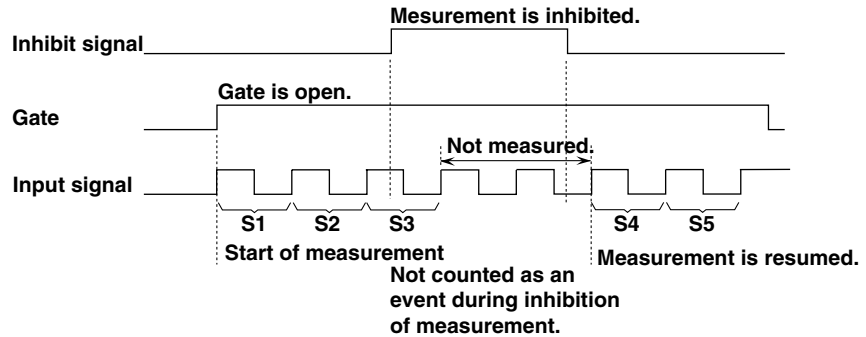 Mesurement is inhibited.
Inhibit signal
Gate is open.
Gate
Not measured.
Input signal
S1 S2 S3 S4 S5
Start of measurement
Measurement is resumed.
Not counted as an
event during inhibition
of measurement.